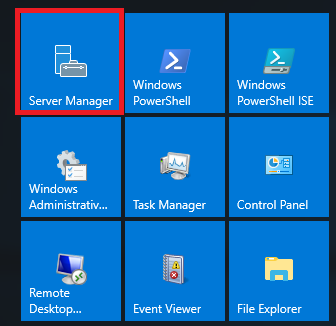 Server Manager
Windows
PowerShell
Windows
PowerShell ISE
Windows
Administrativ...
Task Manager
Control Panel
Remote
Desktop...
Event Viewer
File Explorer